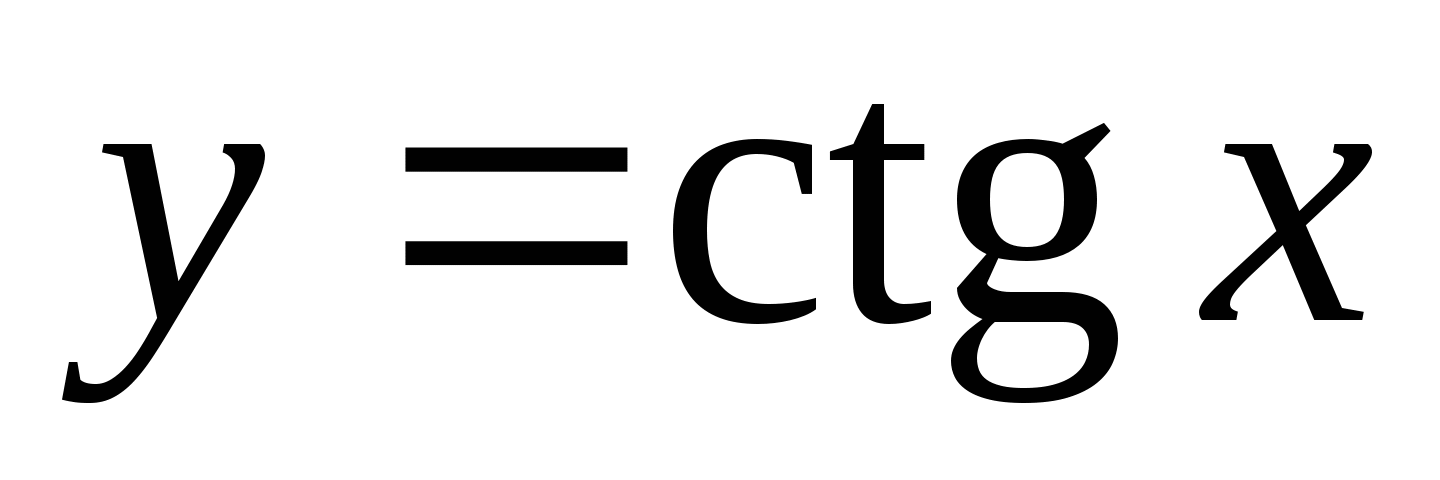 y = ctg x